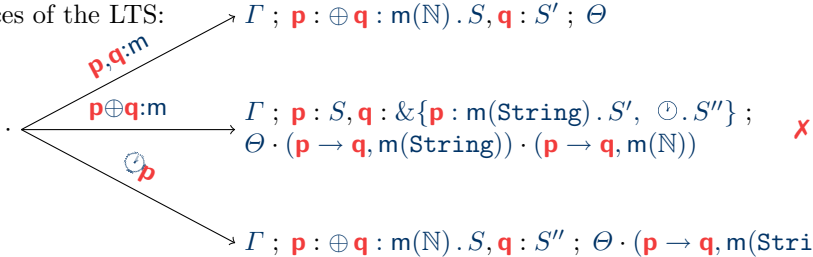 ces of the LTS:
Γ ; p : ⊕ q : m(ℕ) . S, q : S′ ; Θ
p,q:m
p⊕q:m
Γ ; p : S, q : &{p : m(String) . S′, 🕐. S″} ;
· Θ · (p → q, m(String)) · (p → q, m(ℕ)) ✗
🕐p
Γ ; p : ⊕ q : m(ℕ) . S, q : S″ ; Θ · (p → q, m(Stri